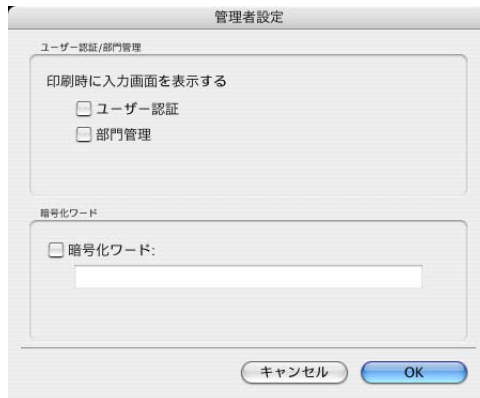 管理者設定
ユーザー認証/部門管理
印刷時に入力画面を表示する
ユーザー認証
部門管理
暗号化ワード
暗号化ワード:
キャンセル OK